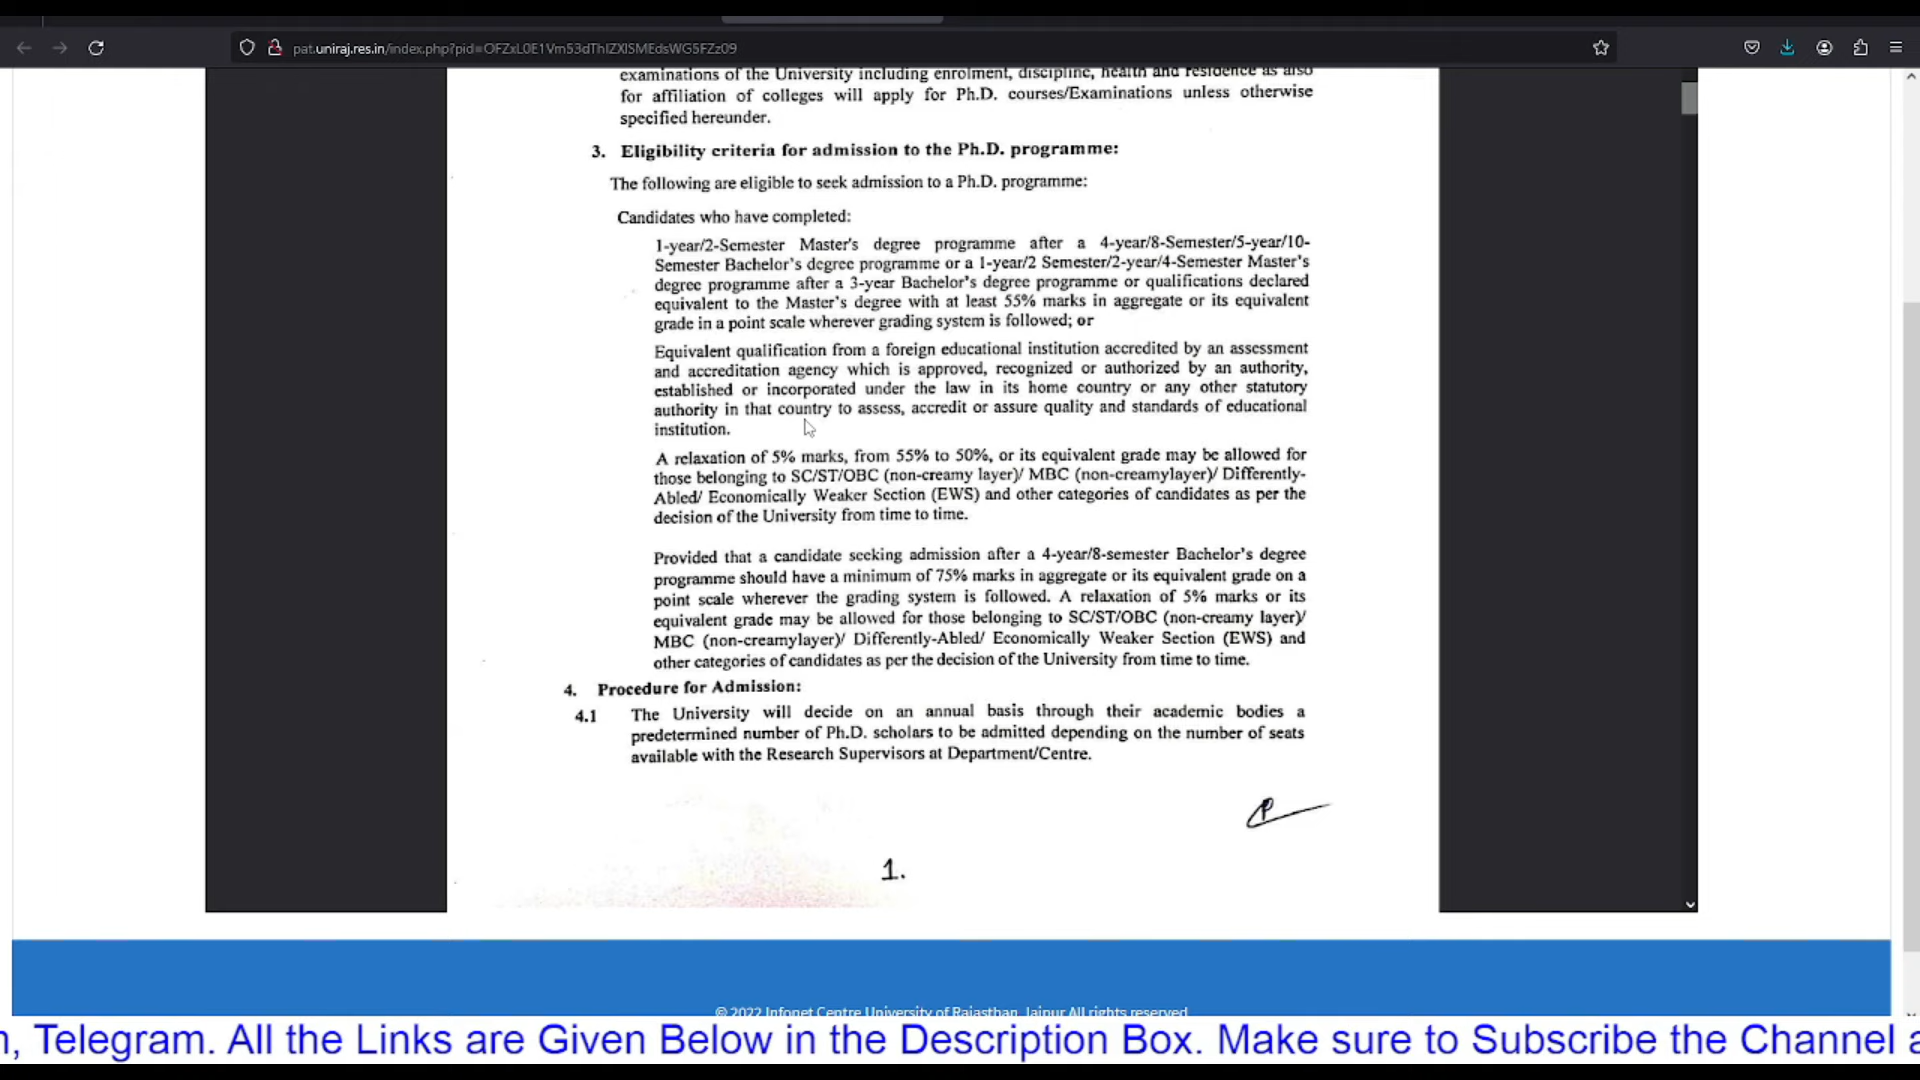 pat.uniraj.res.in/index.php?pid=OFZxL0E1Vm53dThIZXlSMEdsWG5FZz09
examinations of the University including enrolment, discipline, health and residence as also
for affiliation of colleges will apply for Ph.D. courses/Examinations unless otherwise
specified hereunder.
3. Eligibility criteria for admission to the Ph.D. programme:
The following are eligible to seek admission to a Ph.D. programme:
Candidates who have completed:
1-year/2-Semester Master's degree programme after a 4-year/8-Semester/5-year/10-
Semester Bachelor's degree programme or a 1-year/2 Semester/2-year/4-Semester Master's
degree programme after a 3-year Bachelor's degree programme or qualifications declared
equivalent to the Master's degree with at least 55% marks in aggregate or its equivalent
grade in a point scale wherever grading system is followed; or
Equivalent qualification from a foreign educational institution accredited by an assessment
and accreditation agency which is approved, recognized or authorized by an authority,
established or incorporated under the law in its home country or any other statutory
authority in that country to assess, accredit or assure quality and standards of educational
institution.
A relaxation of 5% marks, from 55% to 50%, or its equivalent grade may be allowed for
those belonging to SC/ST/OBC (non-creamy layer)/ MBC (non-creamylayer)/ Differently-
Abled/ Economically Weaker Section (EWS) and other categories of candidates as per the
decision of the University from time to time.
Provided that a candidate seeking admission after a 4-year/8-semester Bachelor's degree
programme should have a minimum of 75% marks in aggregate or its equivalent grade on a
point scale wherever the grading system is followed. A relaxation of 5% marks or its
equivalent grade may be allowed for those belonging to SC/ST/OBC (non-creamy layer)/
MBC (non-creamylayer)/ Differently-Abled/ Economically Weaker Section (EWS) and
other categories of candidates as per the decision of the University from time to time.
4. Procedure for Admission:
4.1 The University will decide on an annual basis through their academic bodies a
predetermined number of Ph.D. scholars to be admitted depending on the number of seats
available with the Research Supervisors at Department/Centre.
1.
© 2022 Infonet Centre University of Rajasthan, Jaipur All rights reserved
, Telegram. All the Links are Given Below in the Description Box. Make sure to Subscribe the Channel